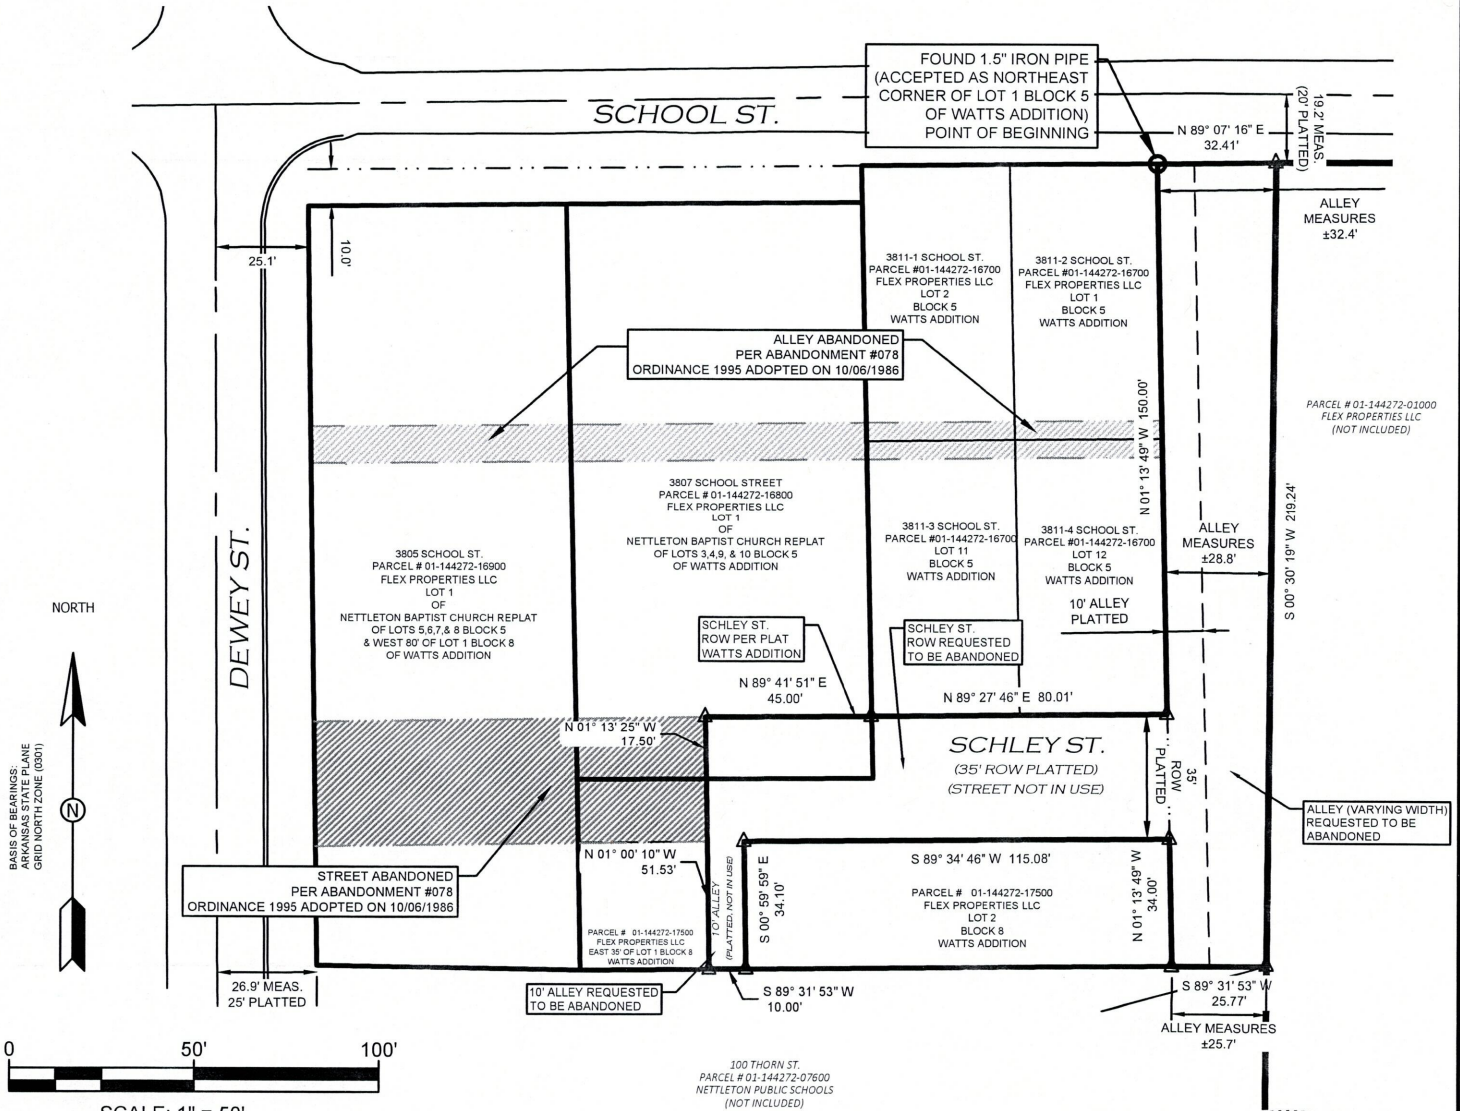 FOUND 1.5" IRON PIPE
(ACCEPTED AS NORTHEAST
CORNER OF LOT 1 BLOCK 5
OF WATTS ADDITION)
POINT OF BEGINNING
SCHOOL ST.
N 89° 07' 16" E
32.41'
19.2' MEAS.
(20' PLATTED)
ALLEY
MEASURES
±32.4'
25.1'
10.0'
3811-1 SCHOOL ST.
PARCEL #01-144272-16700
FLEX PROPERTIES LLC
LOT 2
BLOCK 5
WATTS ADDITION
3811-2 SCHOOL ST.
PARCEL #01-144272-16700
FLEX PROPERTIES LLC
LOT 1
BLOCK 5
WATTS ADDITION
ALLEY ABANDONED
PER ABANDONMENT #078
ORDINANCE 1995 ADOPTED ON 10/06/1986
N 01° 13' 49" W 150.00'
PARCEL # 01-144272-01000
FLEX PROPERTIES LLC
(NOT INCLUDED)
3807 SCHOOL STREET
PARCEL # 01-144272-16800
FLEX PROPERTIES LLC
LOT 1
OF
NETTLETON BAPTIST CHURCH REPLAT
OF LOTS 3,4,9, & 10 BLOCK 5
OF WATTS ADDITION
3805 SCHOOL ST.
PARCEL # 01-144272-16900
FLEX PROPERTIES LLC
LOT 1
OF
NETTLETON BAPTIST CHURCH REPLAT
OF LOTS 5,6,7,& 8 BLOCK 5
& WEST 80' OF LOT 1 BLOCK 8
OF WATTS ADDITION
3811-3 SCHOOL ST.
PARCEL #01-144272-16700
LOT 11
BLOCK 5
WATTS ADDITION
3811-4 SCHOOL ST.
PARCEL #01-144272-16700
LOT 12
BLOCK 5
WATTS ADDITION
ALLEY
MEASURES
±28.8'
S 00° 30' 19" W 219.24'
10' ALLEY
PLATTED
DEWEY ST.
NORTH
N
BASIS OF BEARINGS:
ARKANSAS STATE PLANE
GRID NORTH ZONE (0301)
SCHLEY ST.
ROW PER PLAT
WATTS ADDITION
SCHLEY ST.
ROW REQUESTED
TO BE ABANDONED
N 89° 41' 51" E
45.00'
N 89° 27' 46" E 80.01'
N 01° 13' 25" W
17.50'
SCHLEY ST.
(35' ROW PLATTED)
(STREET NOT IN USE)
35'
ROW
PLATTED
ALLEY (VARYING WIDTH)
REQUESTED TO BE
ABANDONED
STREET ABANDONED
PER ABANDONMENT #078
ORDINANCE 1995 ADOPTED ON 10/06/1986
N 01° 00' 10" W
51.53'
10' ALLEY
(PLATTED, NOT IN USE)
S 00° 59' 59" E
34.10'
S 89° 34' 46" W 115.08'
PARCEL # 01-144272-17500
FLEX PROPERTIES LLC
LOT 2
BLOCK 8
WATTS ADDITION
N 01° 13' 49" W
34.00'
PARCEL # 01-144272-17500
FLEX PROPERTIES LLC
EAST 35' OF LOT 1 BLOCK 8
WATTS ADDITION
26.9' MEAS.
25' PLATTED
10' ALLEY REQUESTED
TO BE ABANDONED
S 89° 31' 53" W
10.00'
S 89° 31' 53" W
25.77'
ALLEY MEASURES
±25.7'
0 50' 100'
SCALE: 1" = 50'
100 THORN ST.
PARCEL # 01-144272-07600
NETTLETON PUBLIC SCHOOLS
(NOT INCLUDED)